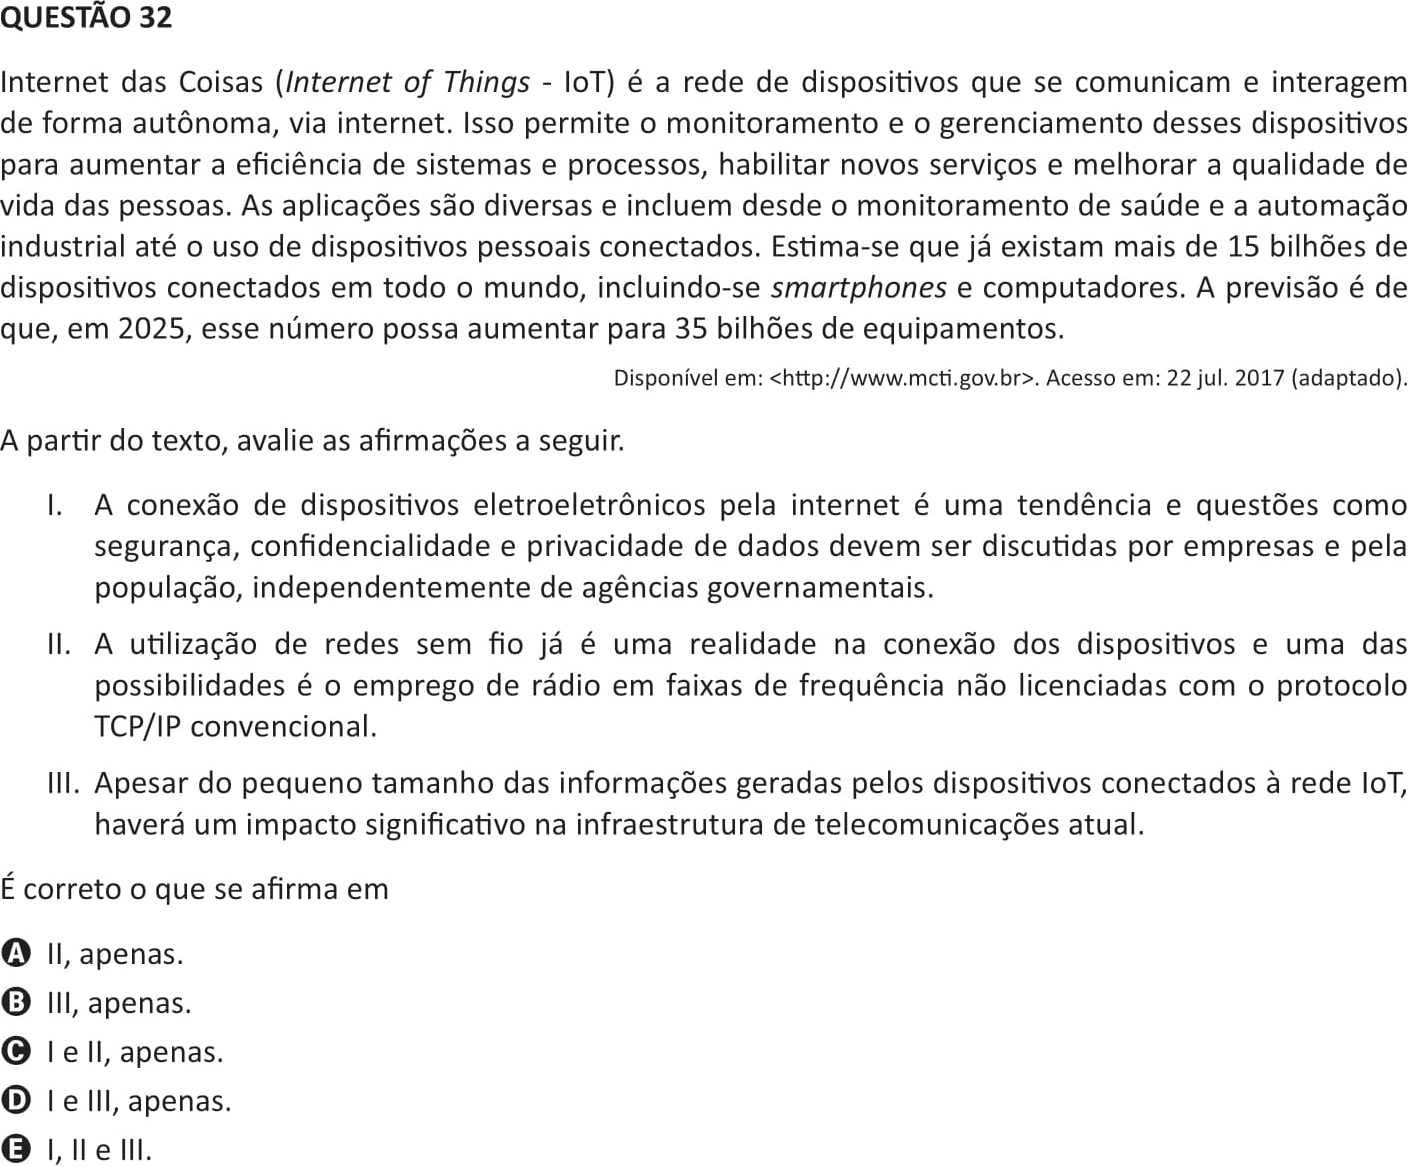 QUESTÃO 32
Internet das Coisas (Internet of Things - IoT) é a rede de dispositivos que se comunicam e interagem
de forma autônoma, via internet. Isso permite o monitoramento e o gerenciamento desses dispositivos
para aumentar a eficiência de sistemas e processos, habilitar novos serviços e melhorar a qualidade de
vida das pessoas. As aplicações são diversas e incluem desde o monitoramento de saúde e a automação
industrial até o uso de dispositivos pessoais conectados. Estima-se que já existam mais de 15 bilhões de
dispositivos conectados em todo o mundo, incluindo-se smartphones e computadores. A previsão é de
que, em 2025, esse número possa aumentar para 35 bilhões de equipamentos.
Disponível em: <http://www.mcti.gov.br>. Acesso em: 22 jul. 2017 (adaptado).
A partir do texto, avalie as afirmações a seguir.
I. A conexão de dispositivos eletroeletrônicos pela internet é uma tendência e questões como
segurança, confidencialidade e privacidade de dados devem ser discutidas por empresas e pela
população, independentemente de agências governamentais.
II. A utilização de redes sem fio já é uma realidade na conexão dos dispositivos e uma das
possibilidades é o emprego de rádio em faixas de frequência não licenciadas com o protocolo
TCP/IP convencional.
III. Apesar do pequeno tamanho das informações geradas pelos dispositivos conectados à rede IoT,
haverá um impacto significativo na infraestrutura de telecomunicações atual.
É correto o que se afirma em
A II, apenas.
B III, apenas.
C I e II, apenas.
D I e III, apenas.
E I, II e III.